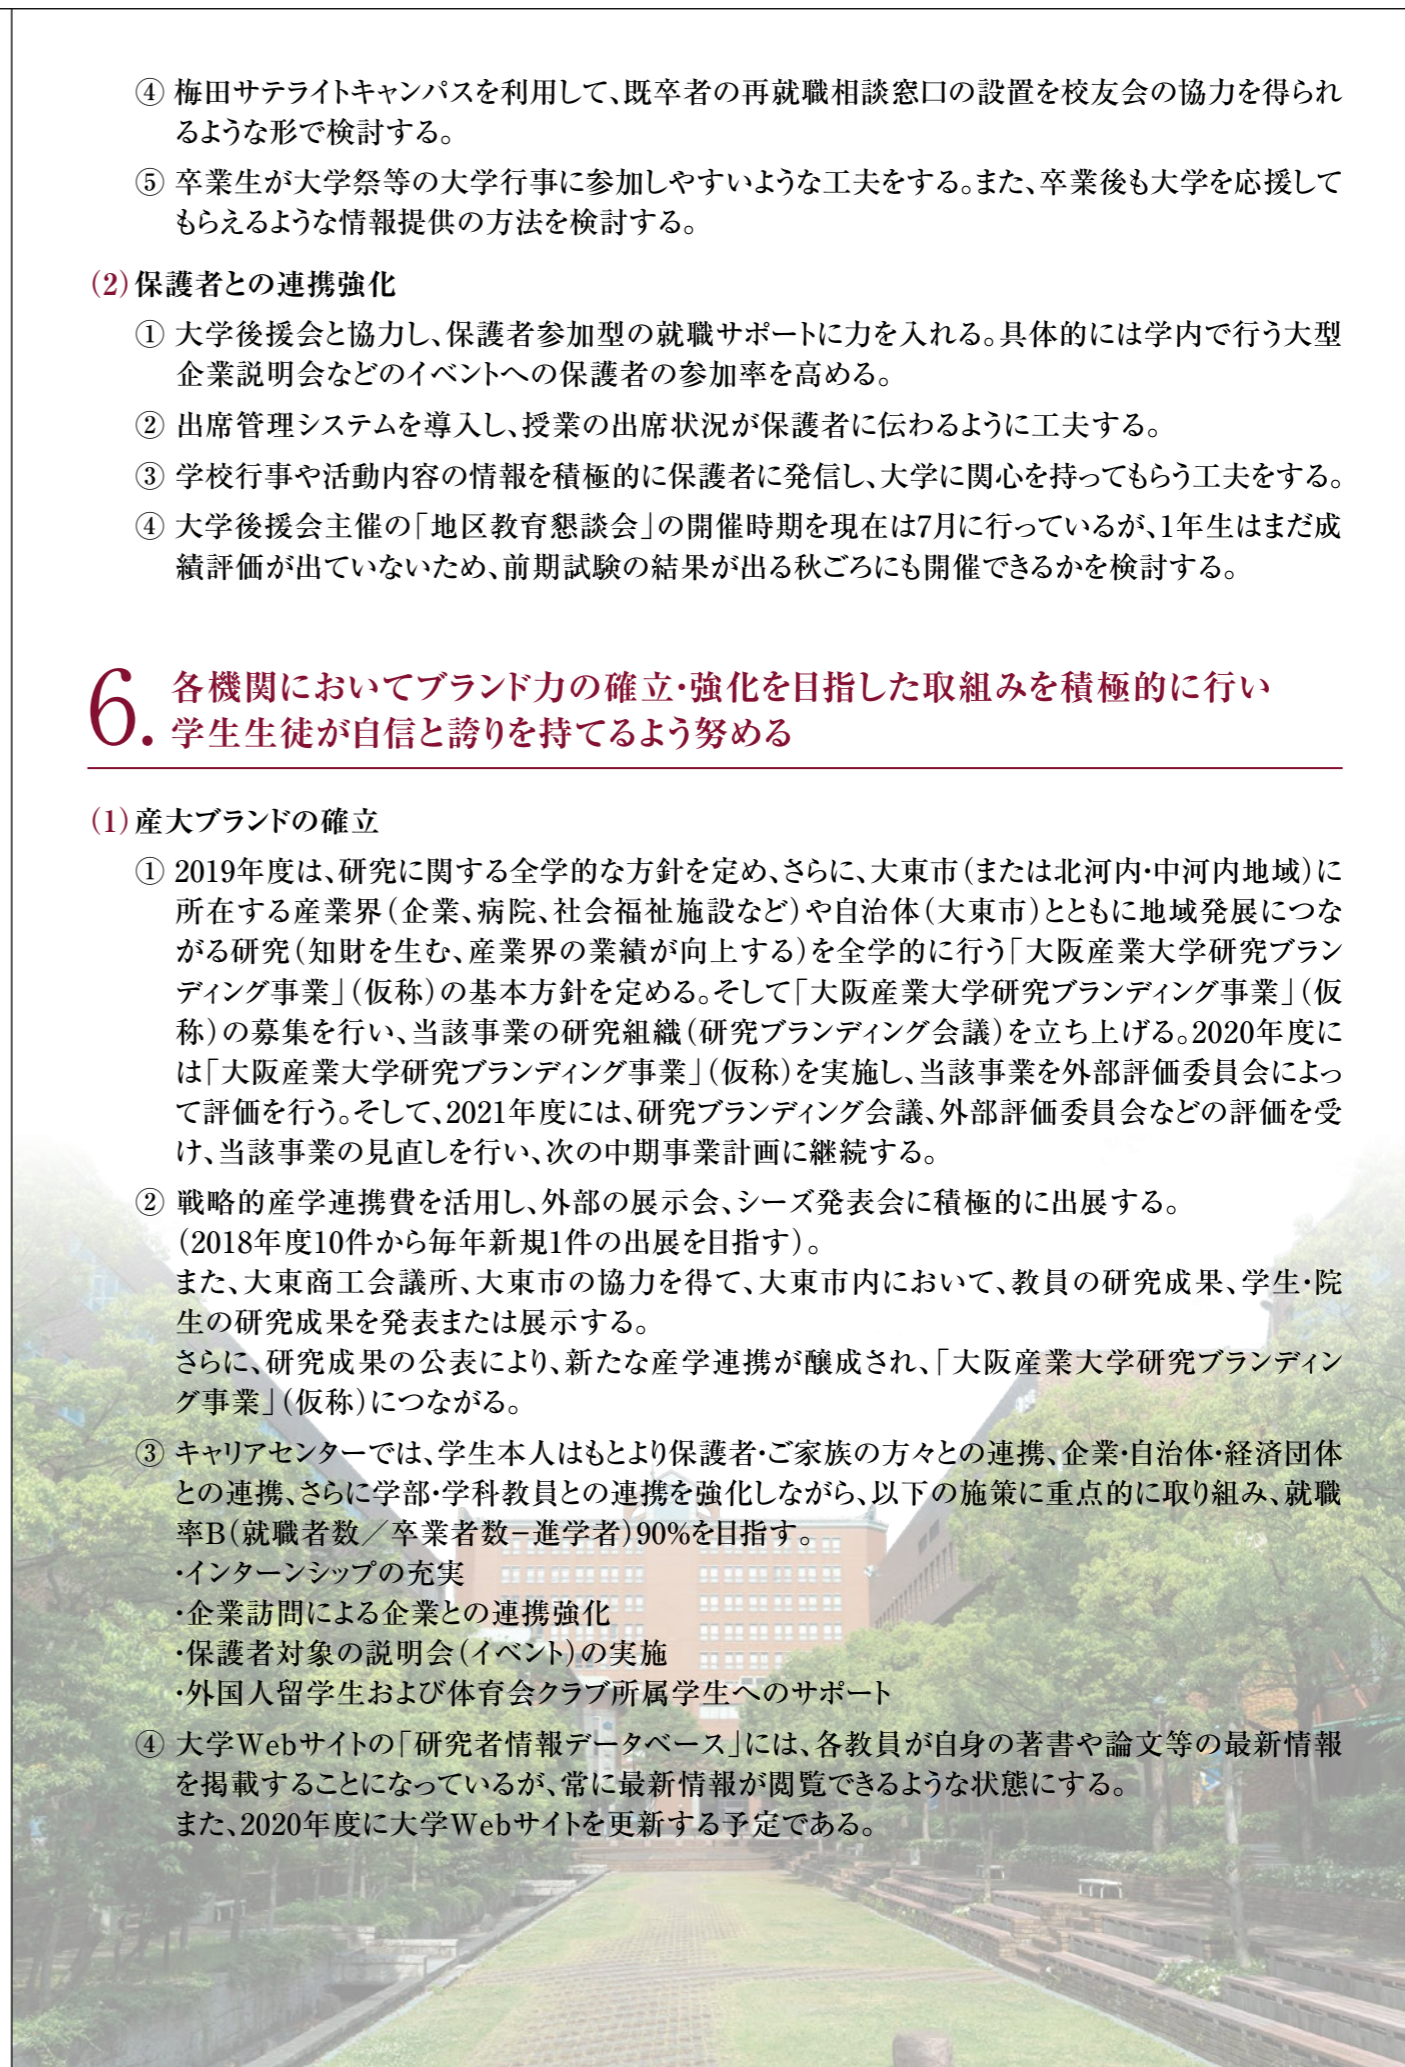 ④ 梅田サテライトキャンパスを利用して、既卒者の再就職相談窓口の設置を校友会の協力を得られ
るような形で検討する。
⑤ 卒業生が大学祭等の大学行事に参加しやすいような工夫をする。また、卒業後も大学を応援して
もらえるような情報提供の方法を検討する。
(2)保護者との連携強化
① 大学後援会と協力し、保護者参加型の就職サポートに力を入れる。具体的には学内で行う大型
企業説明会などのイベントへの保護者の参加率を高める。
② 出席管理システムを導入し、授業の出席状況が保護者に伝わるように工夫する。
③ 学校行事や活動内容の情報を積極的に保護者に発信し、大学に関心を持ってもらう工夫をする。
④ 大学後援会主催の「地区教育懇談会」の開催時期を現在は7月に行っているが、1年生はまだ成
績評価が出ていないため、前期試験の結果が出る秋ごろにも開催できるかを検討する。
6. 各機関においてブランド力の確立・強化を目指した取組みを積極的に行い
学生生徒が自信と誇りを持てるよう努める
(1)産大ブランドの確立
① 2019年度は、研究に関する全学的な方針を定め、さらに、大東市(または北河内・中河内地域)に
所在する産業界(企業、病院、社会福祉施設など)や自治体(大東市)とともに地域発展につな
がる研究(知財を生む、産業界の業績が向上する)を全学的に行う「大阪産業大学研究ブラン
ディング事業」(仮称)の基本方針を定める。そして「大阪産業大学研究ブランディング事業」(仮
称)の募集を行い、当該事業の研究組織(研究ブランディング会議)を立ち上げる。2020年度に
は「大阪産業大学研究ブランディング事業」(仮称)を実施し、当該事業を外部評価委員会によっ
て評価を行う。そして、2021年度には、研究ブランディング会議、外部評価委員会などの評価を受
け、当該事業の見直しを行い、次の中期事業計画に継続する。
② 戦略的産学連携費を活用し、外部の展示会、シーズ発表会に積極的に出展する。
(2018年度10件から毎年新規1件の出展を目指す)。
また、大東商工会議所、大東市の協力を得て、大東市内において、教員の研究成果、学生・院
生の研究成果を発表または展示する。
さらに、研究成果の公表により、新たな産学連携が醸成され、「大阪産業大学研究ブランディン
グ事業」(仮称)につながる。
③ キャリアセンターでは、学生本人はもとより保護者・ご家族の方々との連携、企業・自治体・経済団体
との連携、さらに学部・学科教員との連携を強化しながら、以下の施策に重点的に取り組み、就職
率B(就職者数／卒業者数−進学者)90%を目指す。
・インターンシップの充実
・企業訪問による企業との連携強化
・保護者対象の説明会(イベント)の実施
・外国人留学生および体育会クラブ所属学生へのサポート
④ 大学Webサイトの「研究者情報データベース」には、各教員が自身の著書や論文等の最新情報
を掲載することになっているが、常に最新情報が閲覧できるような状態にする。
また、2020年度に大学Webサイトを更新する予定である。